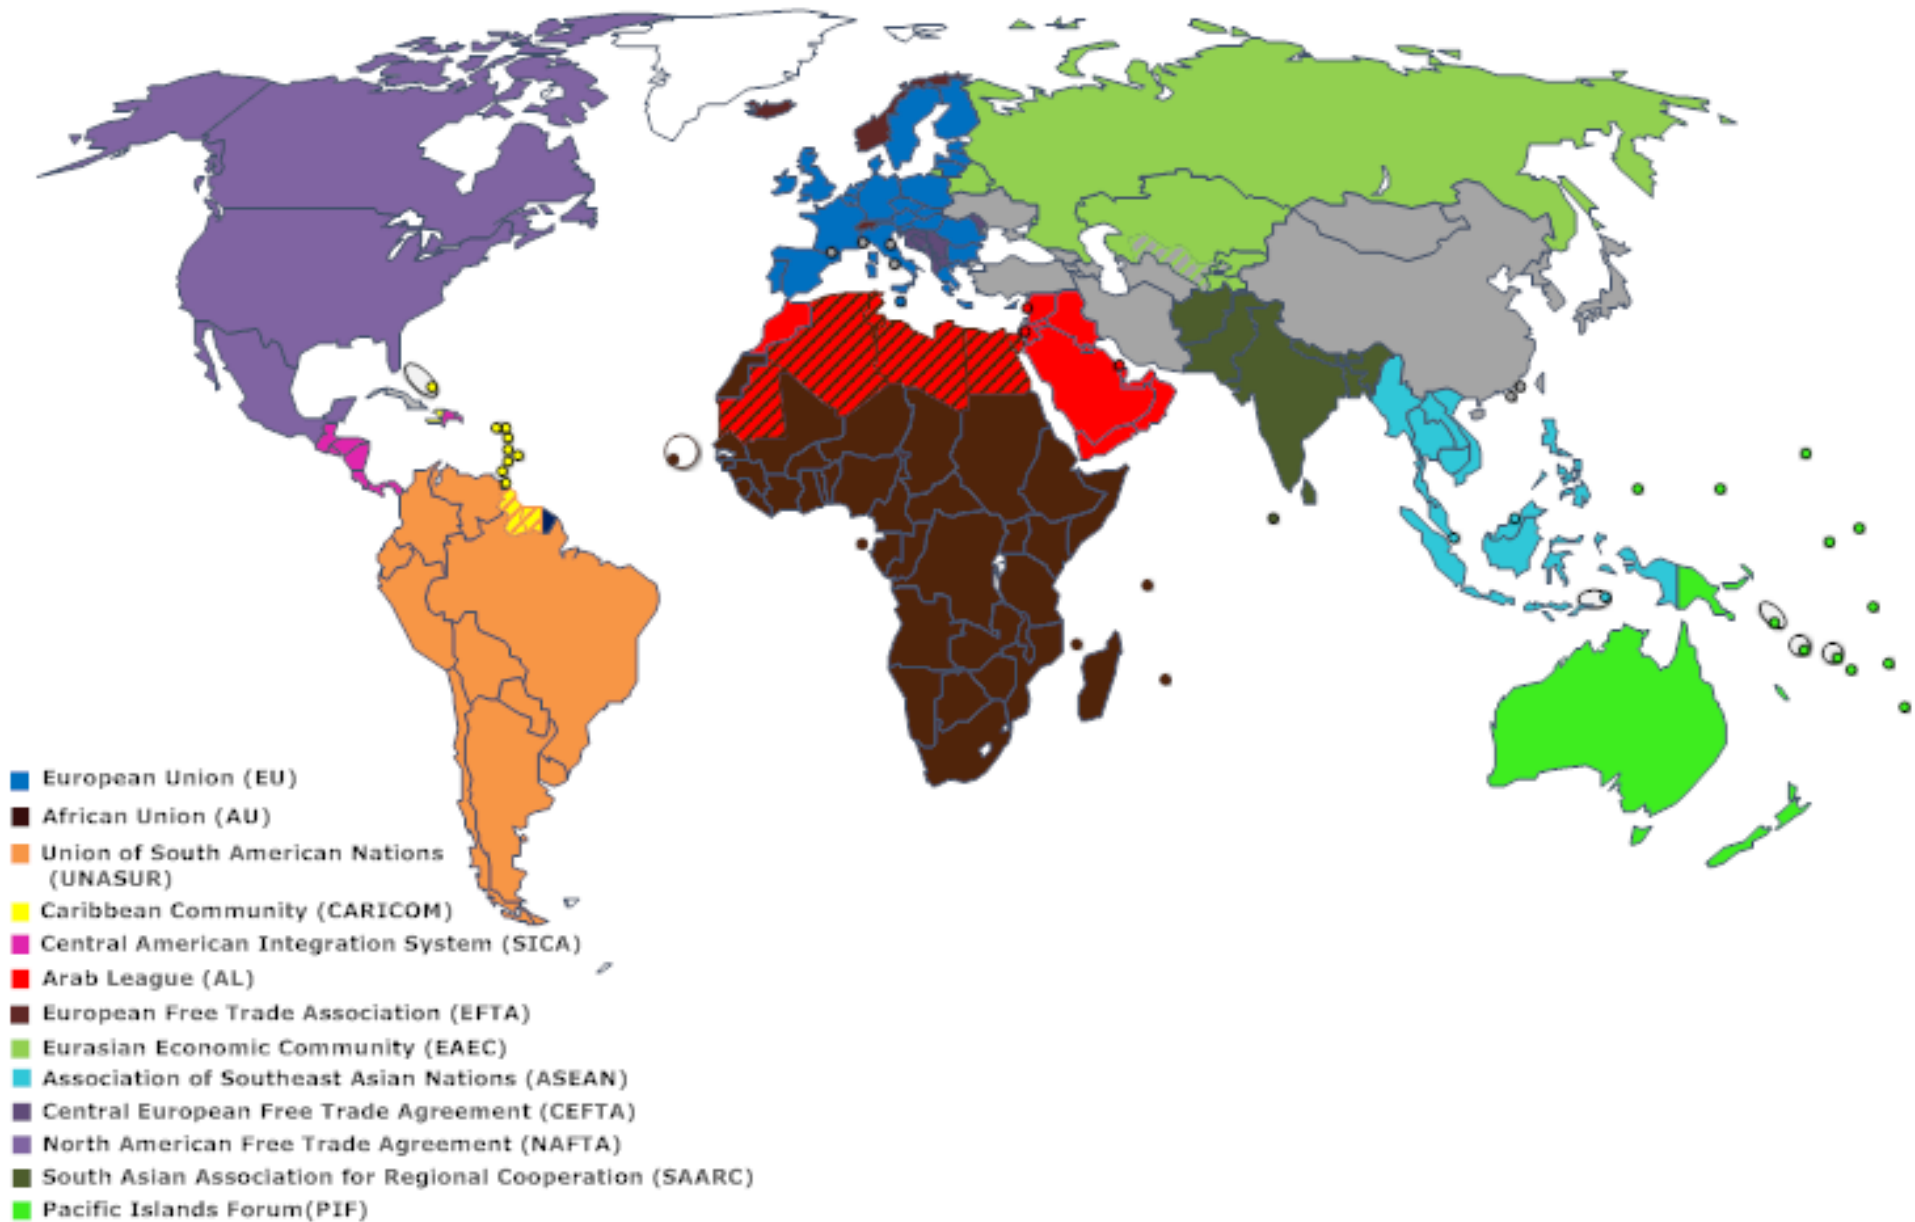 European Union (EU)
African Union (AU)
Union of South American Nations
(UNASUR)
Caribbean Community (CARICOM)
Central American Integration System (SICA)
Arab League (AL)
European Free Trade Association (EFTA)
Eurasian Economic Community (EAEC)
Association of Southeast Asian Nations (ASEAN)
Central European Free Trade Agreement (CEFTA)
North American Free Trade Agreement (NAFTA)
South Asian Association for Regional Cooperation (SAARC)
Pacific Islands Forum(PIF)